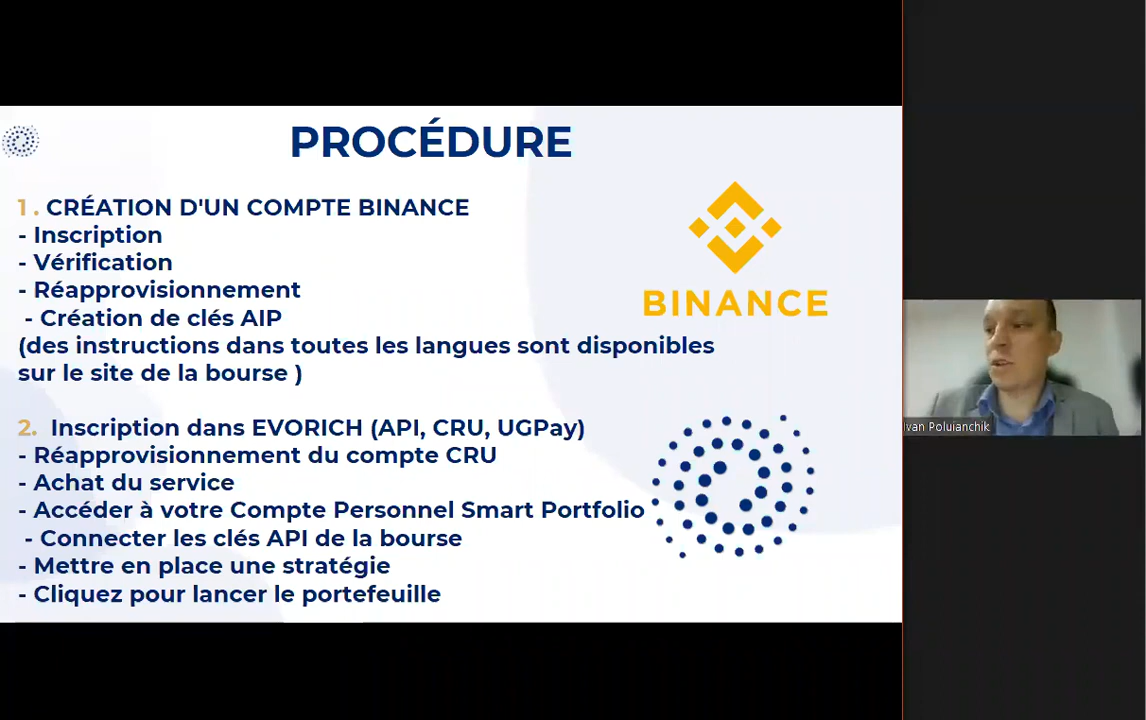 PROCÉDURE
1. CRÉATION D'UN COMPTE BINANCE
- Inscription
- Vérification
- Réapprovisionnement
- Création de clés AIP
(des instructions dans toutes les langues sont disponibles
sur le site de la bourse )
BINANCE
2. Inscription dans EVORICH (API, CRU, UGPay)
- Réapprovisionnement du compte CRU
- Achat du service
- Accéder à votre Compte Personnel Smart Portfolio
- Connecter les clés API de la bourse
- Mettre en place une stratégie
- Cliquez pour lancer le portefeuille
Ivan Poluianchik